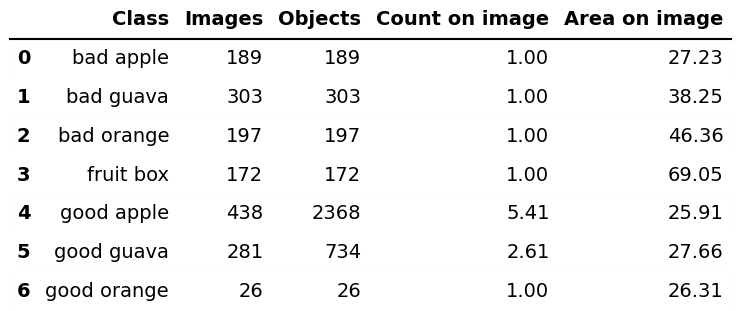 Class Images Objects Count on image Area on image
0 bad apple 189 189 1.00 27.23
1 bad guava 303 303 1.00 38.25
2 bad orange 197 197 1.00 46.36
3 fruit box 172 172 1.00 69.05
4 good apple 438 2368 5.41 25.91
5 good guava 281 734 2.61 27.66
6 good orange 26 26 1.00 26.31